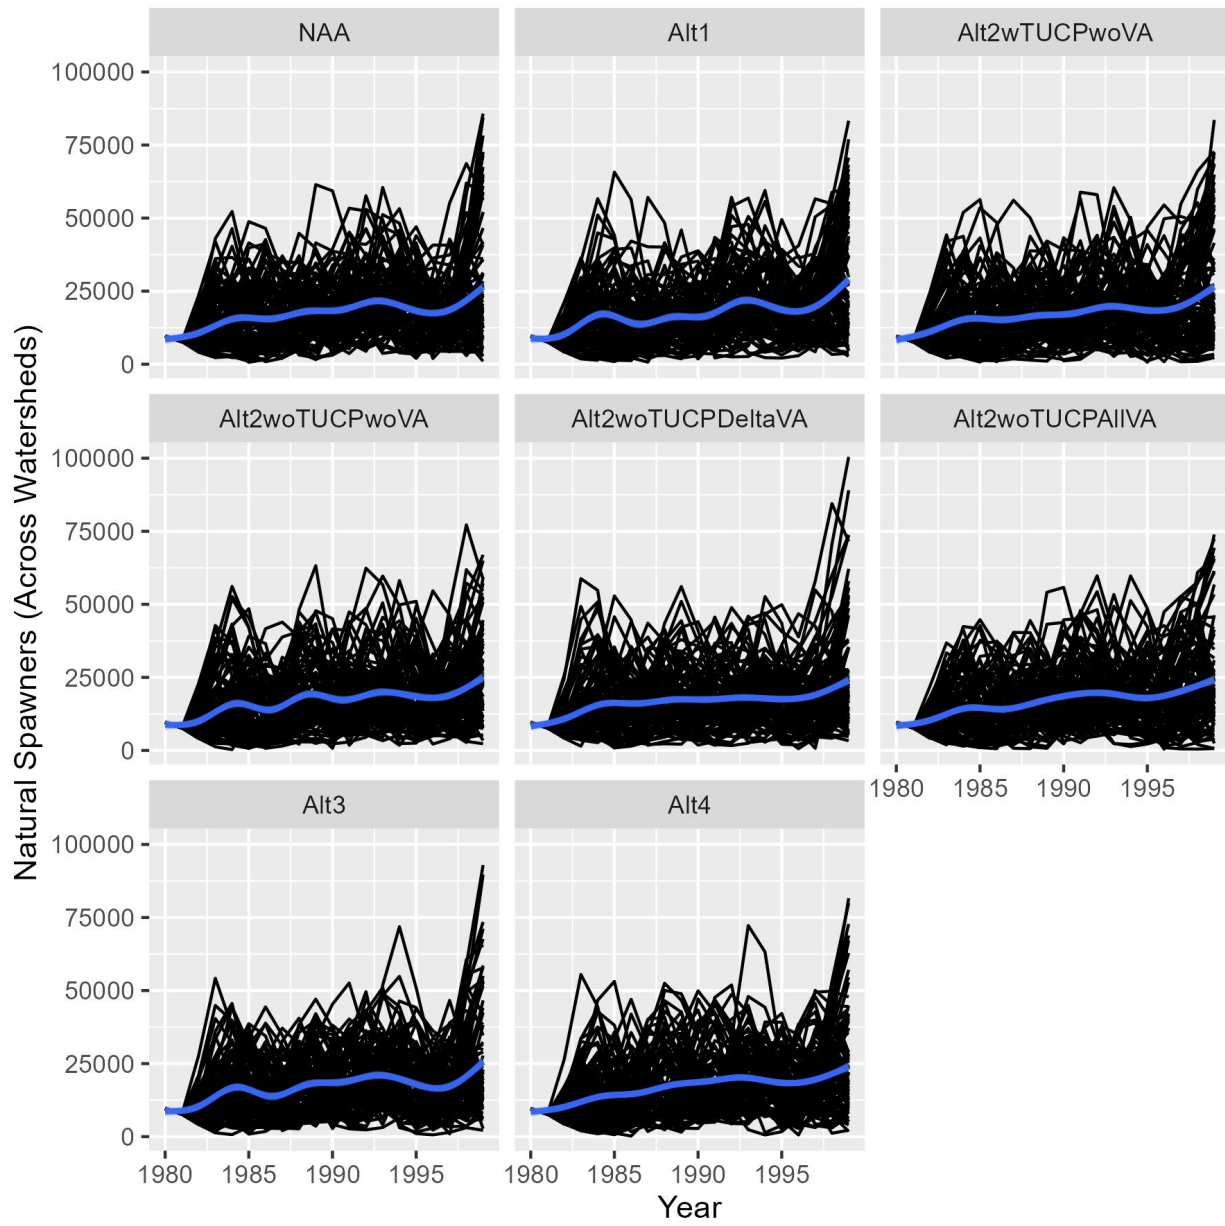 NAA Alt1 Alt2wTUCPwoVA
100000
75000
50000
25000
0
Alt2woTUCPwoVA Alt2woTUCPDeltaVA Alt2woTUCPAllVA
100000
75000
50000
25000
0
1980 1985 1990 1995
Alt3 Alt4
100000
75000
50000
25000
0
1980 1985 1990 1995 1980 1985 1990 1995
Year
Natural Spawners (Across Watersheds)